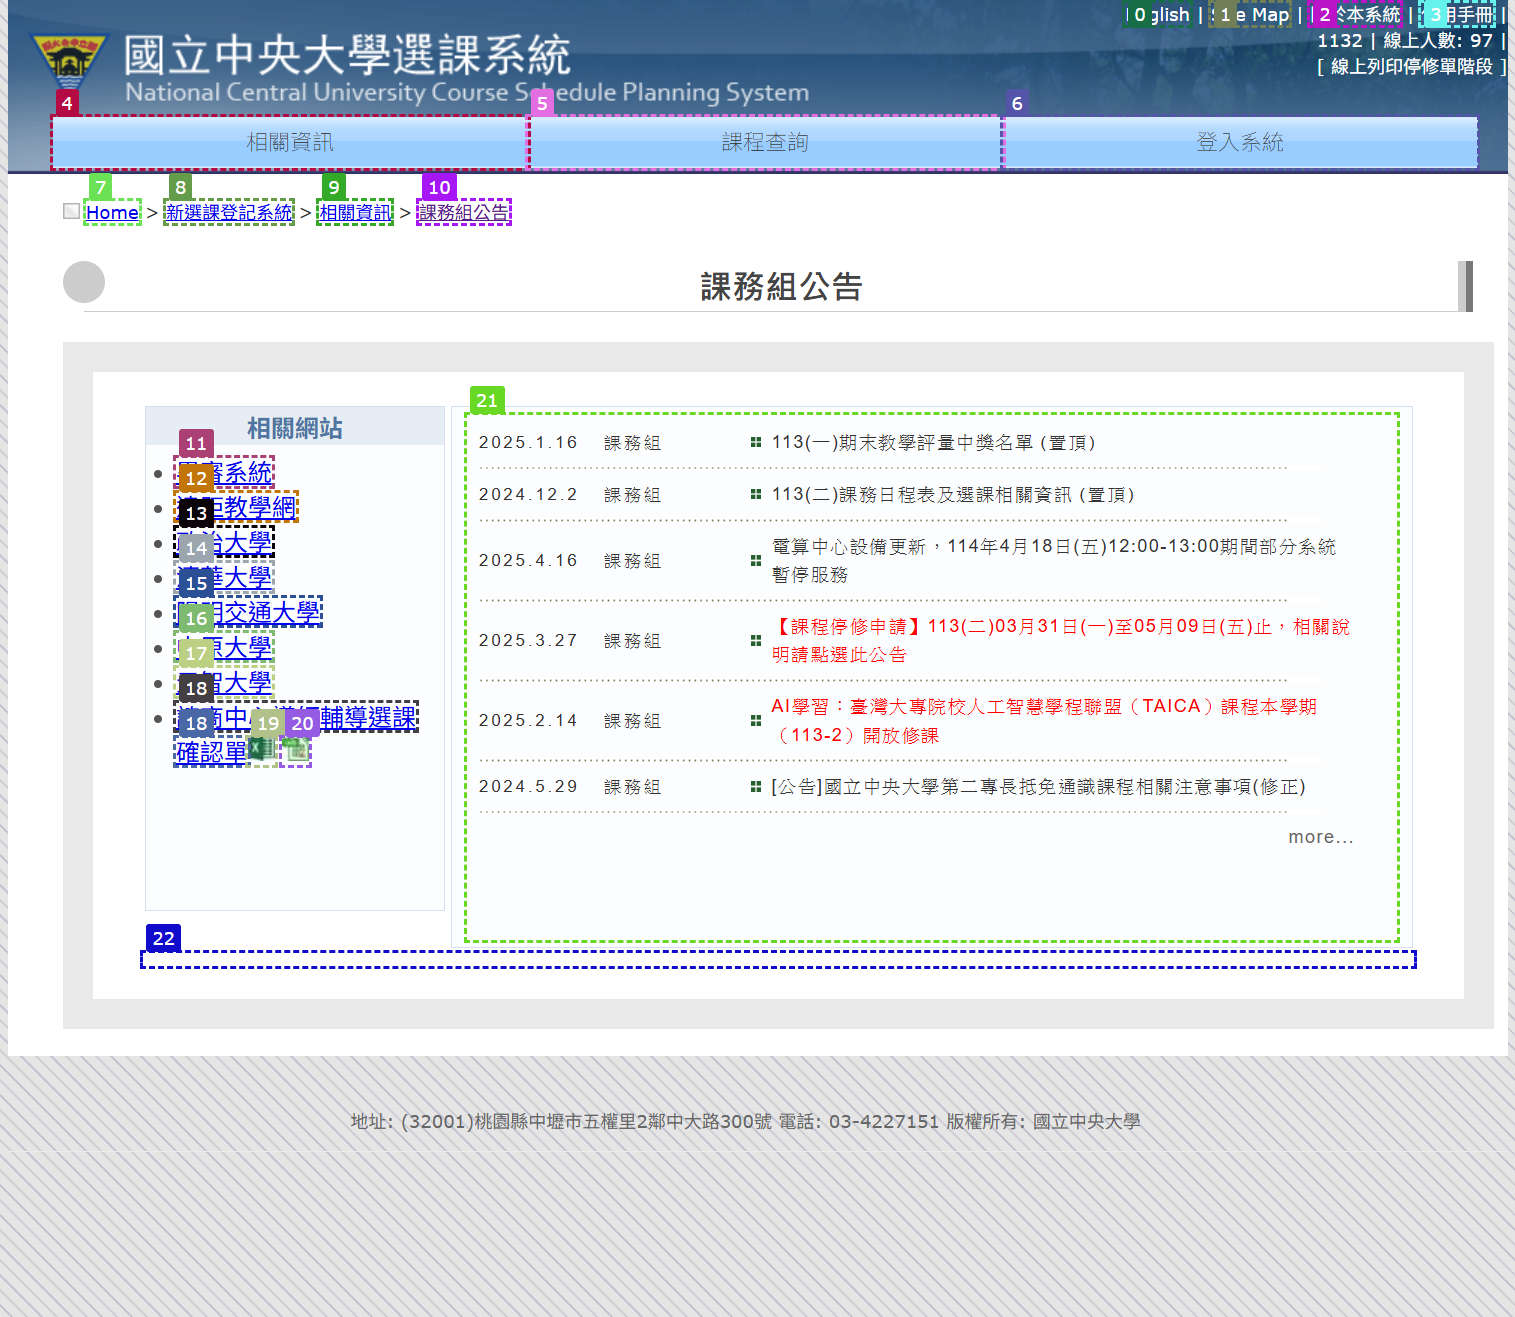 0 glish | 1 e Map | 2 於本系統 | 3 用手冊 |
1132 | 線上人數: 97 |
[ 線上列印停修單階段 ]
國立中央大學選課系統
National Central University Course Schedule Planning System
4 5 6
相關資訊 課程查詢 登入系統
7 8 9 10
Home > 新選課登記系統 > 相關資訊 > 課務組公告
課務組公告
相關網站
11
系統
12
教學網
13
大學
14
大學
15
交通大學
16
大學
17
大學
18
輔導選課
18 19 20
確認單
21
2025.1.16 課務組 113(一)期末教學評量中獎名單 (置頂)
2024.12.2 課務組 113(二)課務日程表及選課相關資訊 (置頂)
2025.4.16 課務組 電算中心設備更新，114年4月18日(五)12:00-13:00期間部分系統
暫停服務
2025.3.27 課務組 【課程停修申請】113(二)03月31日(一)至05月09日(五)止，相關說
明請點選此公告
2025.2.14 課務組 AI學習：臺灣大專院校人工智慧學程聯盟（TAICA）課程本學期
（113-2）開放修課
2024.5.29 課務組 [公告]國立中央大學第二專長抵免通識課程相關注意事項(修正)
more...
22
地址: (32001)桃園縣中壢市五權里2鄰中大路300號 電話: 03-4227151 版權所有: 國立中央大學